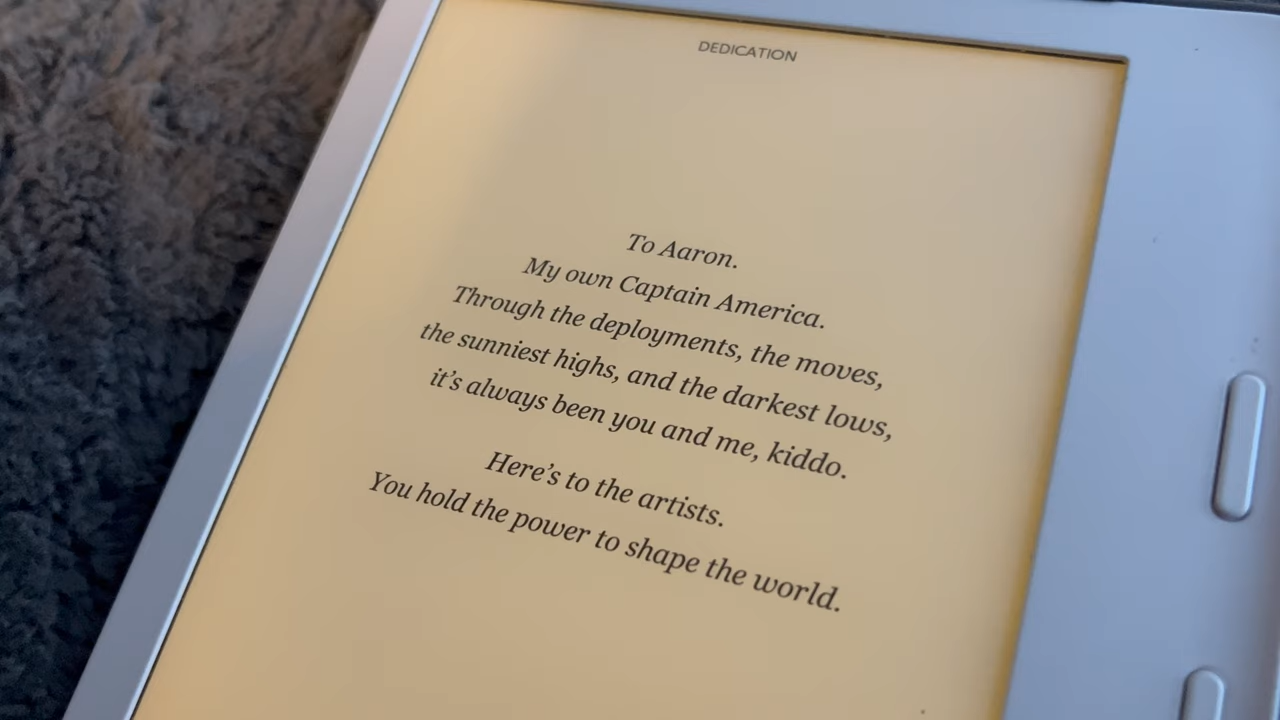 DEDICATION
To Aaron.
My own Captain America.
Through the deployments, the moves,
the sunniest highs, and the darkest lows,
it’s always been you and me, kiddo.
Here’s to the artists.
You hold the power to shape the world.